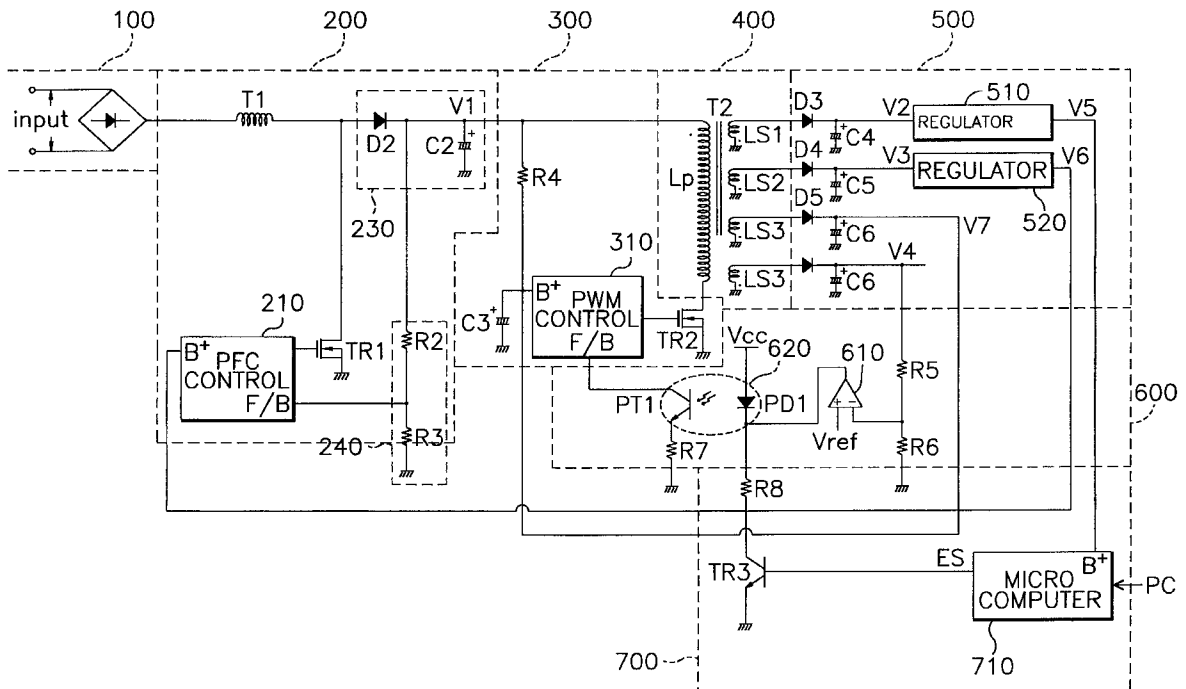 100
200
300
400
500
input
T1
D2
V1
C2
+
230
R4
Lp
T2
LS1
LS2
LS3
LS3
D3
D4
D5
+
C4
+
C5
+
C6
+
C6
V2
V3
V4
510
REGULATOR
V5
V6
REGULATOR
520
V7
210
B+
PFC
CONTROL
F/B
TR1
R2
R3
240
310
B+
PWM
CONTROL
F/B
C3
+
TR2
Vcc
620
610
PT1
PD1
+
-
Vref
R5
R6
600
R7
R8
TR3
ES
B+
MICRO
COMPUTER
PC
700
710